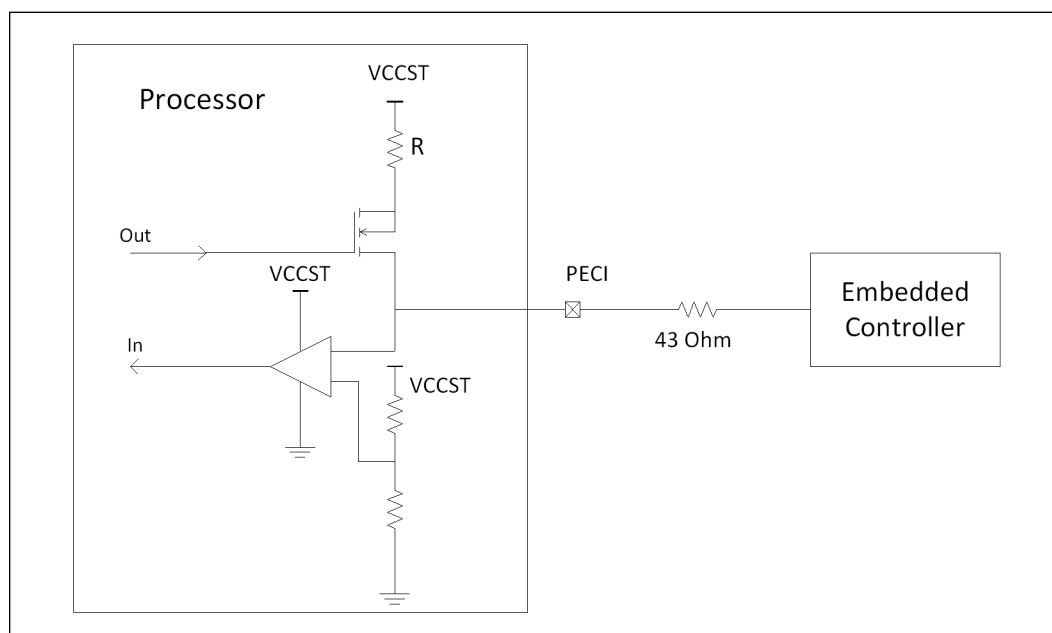 VCCST
Processor
R
Out
VCCST
PECI
Embedded
Controller
43 Ohm
In
VCCST